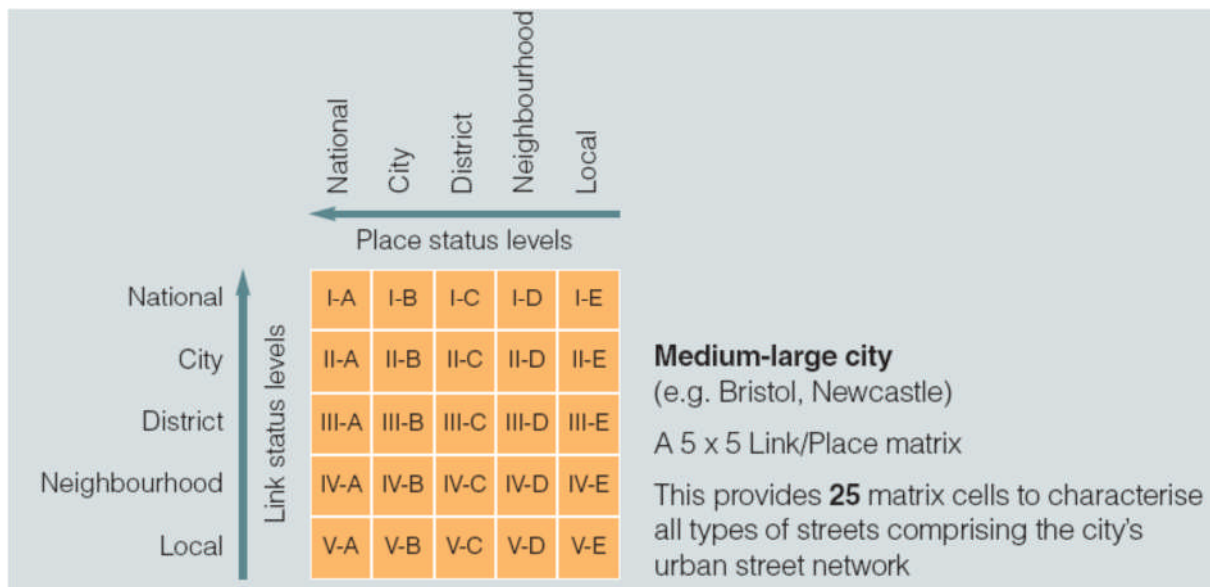 National
City
District
Neighbourhood
Local
Place status levels
Link status levels
National
City
District
Neighbourhood
Local
I-A I-B I-C I-D I-E
II-A II-B II-C II-D II-E
III-A III-B III-C III-D III-E
IV-A IV-B IV-C IV-D IV-E
V-A V-B V-C V-D V-E
Medium-large city
(e.g. Bristol, Newcastle)
A 5 x 5 Link/Place matrix
This provides 25 matrix cells to characterise
all types of streets comprising the city's
urban street network